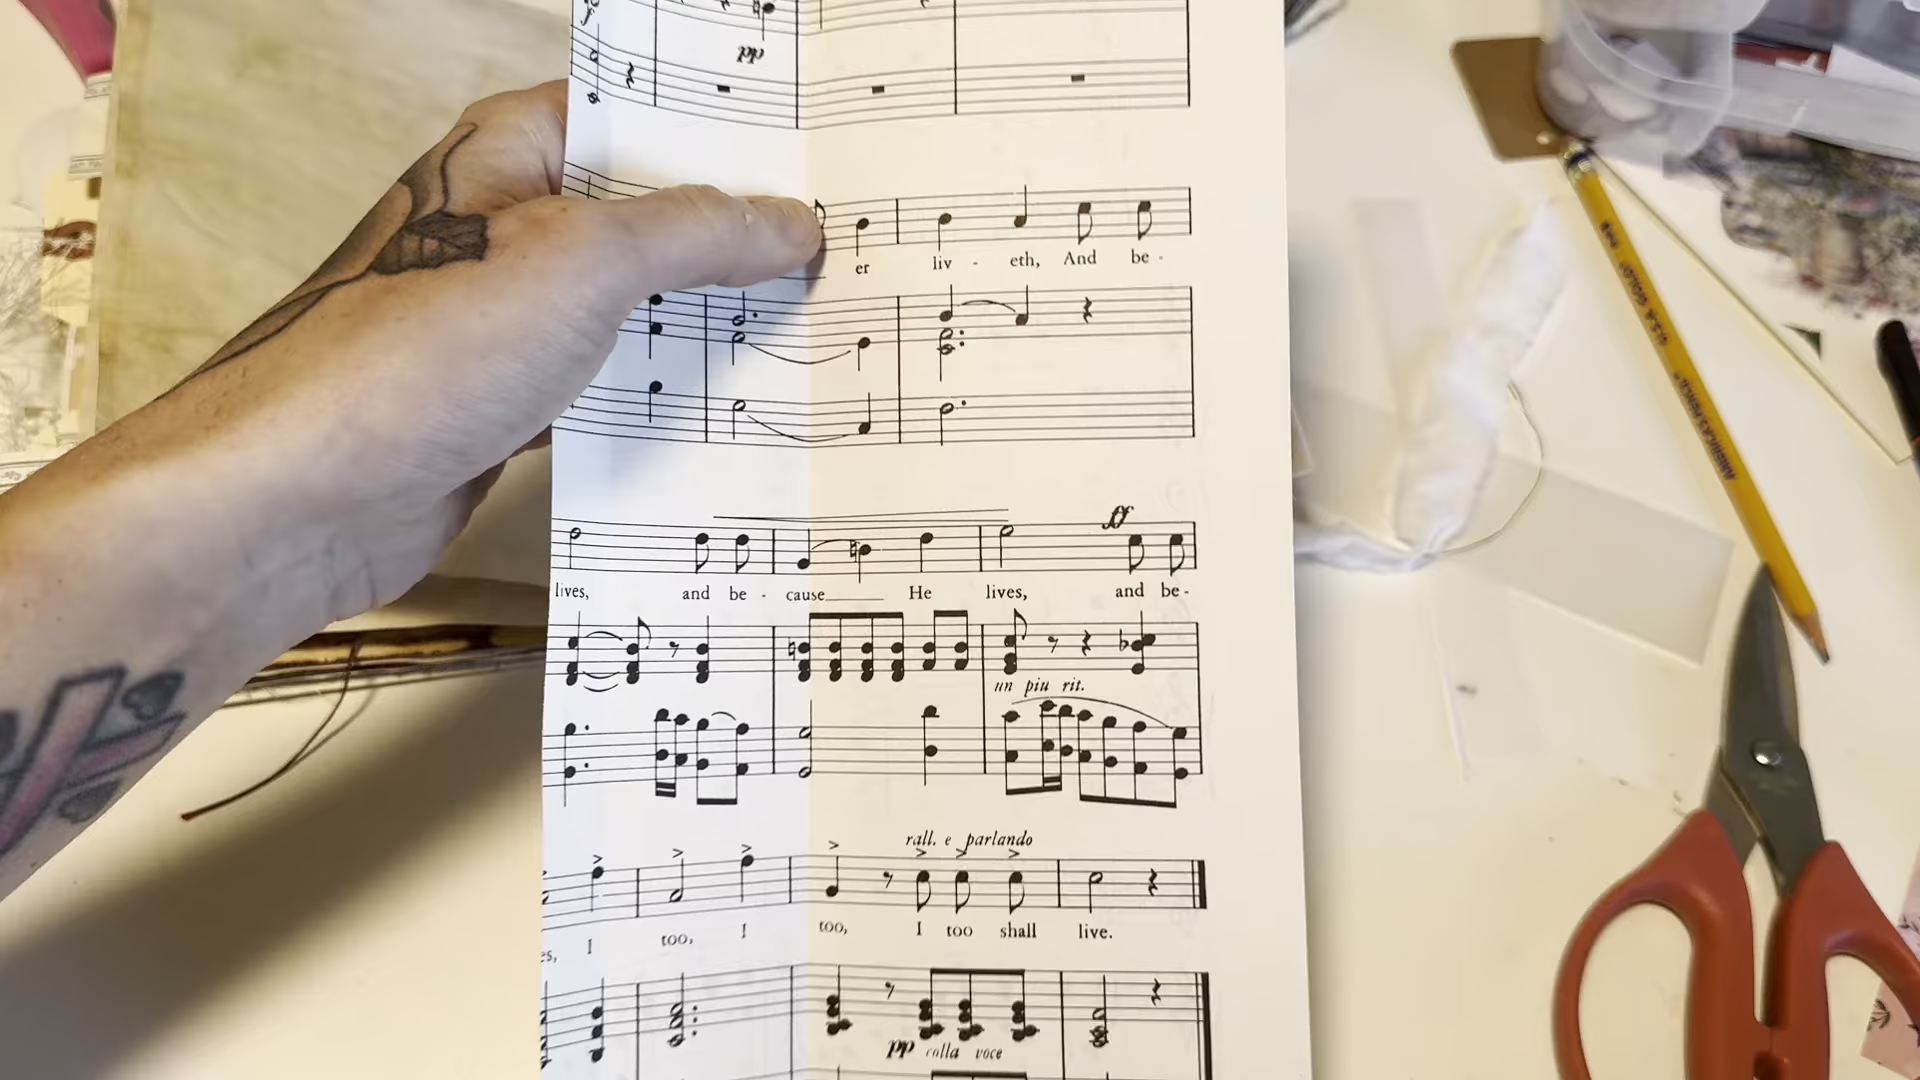 pp
er liv - eth, And be -
ff
lives, and be - cause He lives, and be -
un piu rit.
rall. e parlando
es, I too, I too, I too shall live.
pp colla voce